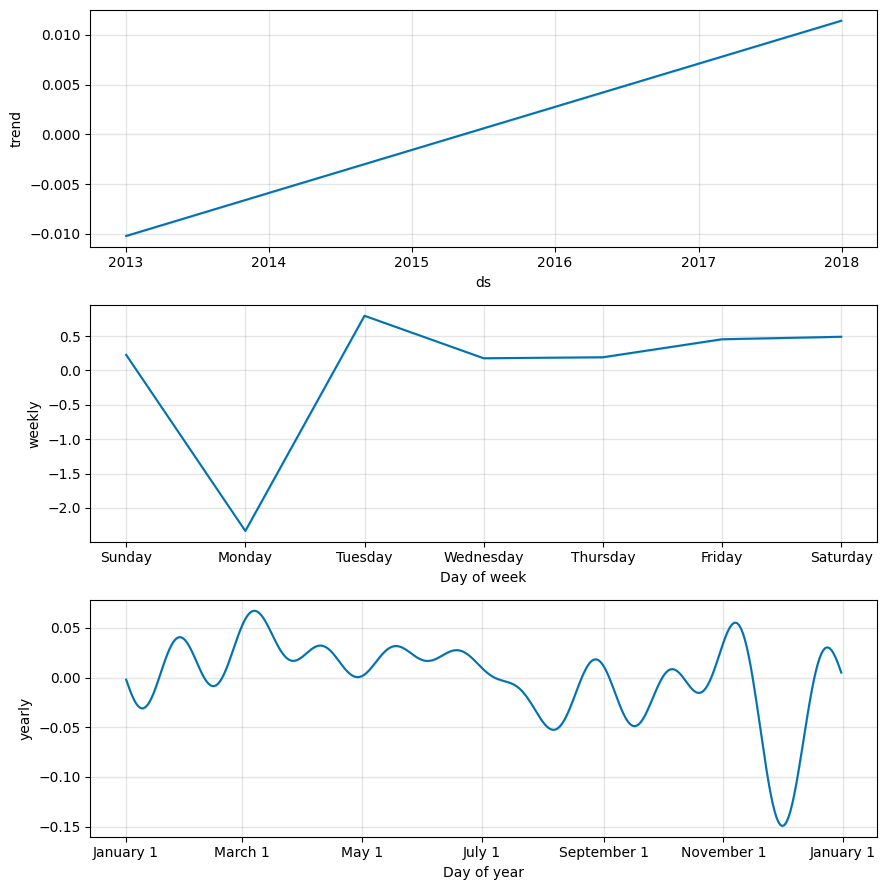 0.010
0.005
0.000
−0.005
−0.010
trend
2013 2014 2015 2016 2017 2018
ds
0.5
0.0
−0.5
−1.0
−1.5
−2.0
weekly
Sunday Monday Tuesday Wednesday Thursday Friday Saturday
Day of week
0.05
0.00
−0.05
−0.10
−0.15
yearly
January 1 March 1 May 1 July 1 September 1 November 1 January 1
Day of year